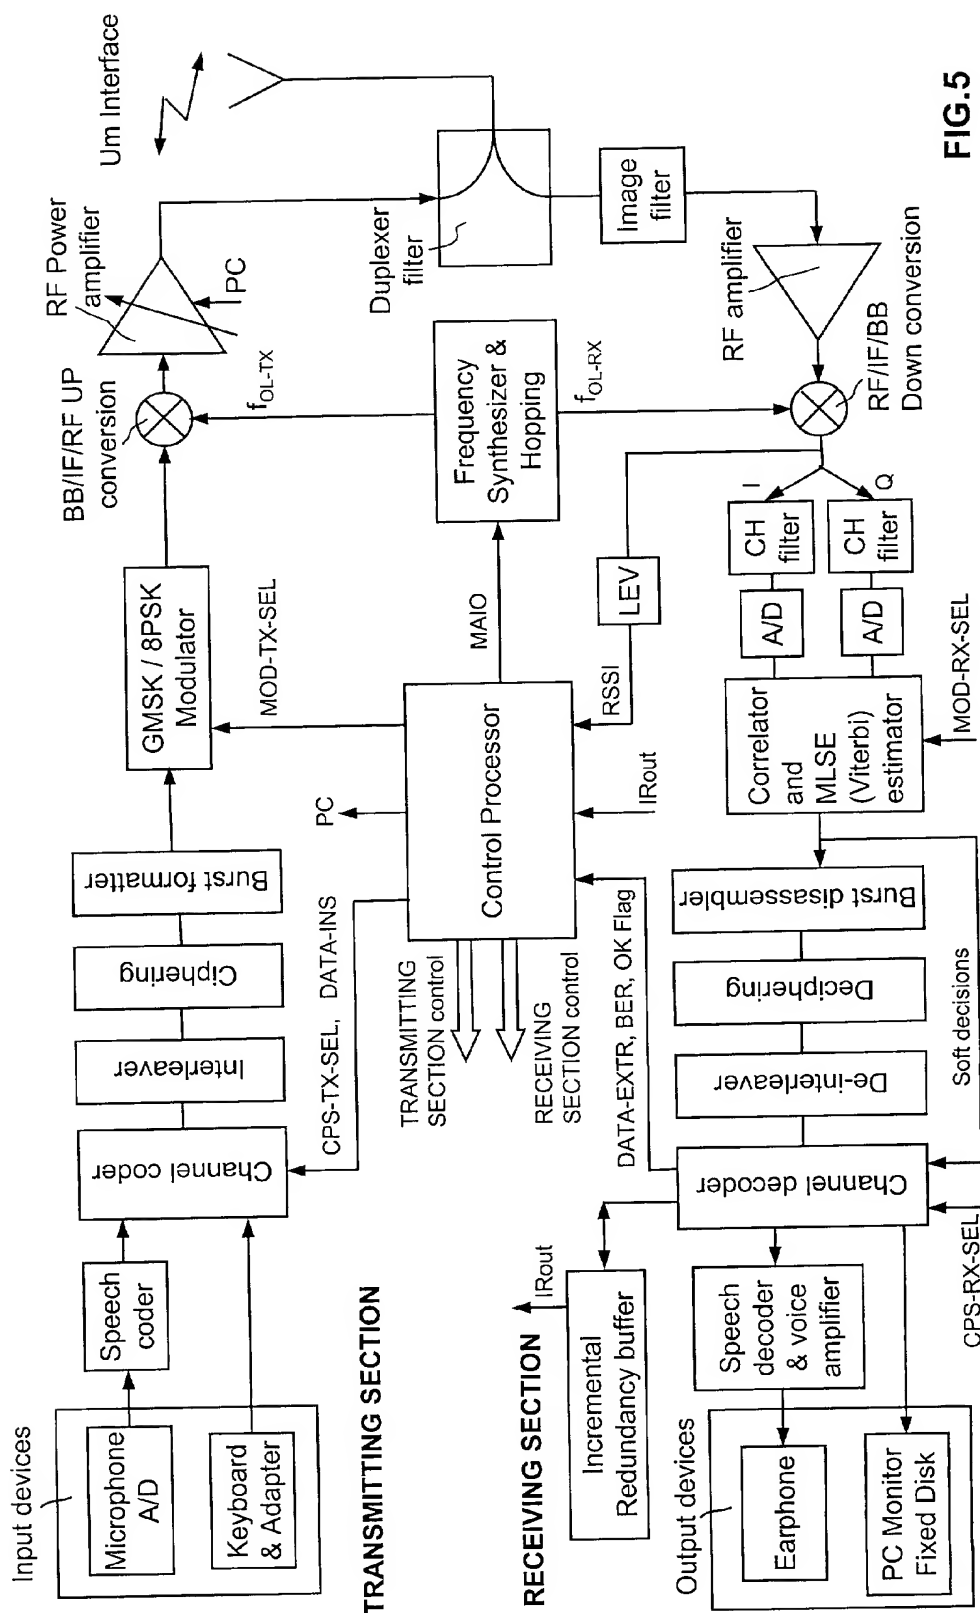 Um Interface
RF Power
amplifier
PC
BB/IF/RF UP
conversion
f_OL-TX
Duplexer
filter
Image
filter
RF amplifier
RF/IF/BB
Down conversion
Frequency
Synthesizer &
Hopping
f_OL-RX
GMSK / 8PSK
Modulator
MOD-TX-SEL
MAIO
LEV
RSSI
I
Q
CH
filter
CH
filter
A/D
A/D
Correlator
and
MLSE
(Viterbi)
estimator
MOD-RX-SEL
Control Processor
PC
IRout
CPS-TX-SEL, DATA-INS
TRANSMITTING
SECTION control
RECEIVING
SECTION control
DATA-EXTR, BER, OK Flag
Burst formatter
Ciphering
Interleaver
Channel coder
Speech
coder
Input devices
Microphone
A/D
Keyboard
& Adapter
TRANSMITTING SECTION
RECEIVING SECTION
IRout
Incremental
Redundancy buffer
Burst disassembler
Deciphering
De-interleaver
Channel decoder
Soft decisions
CPS-RX-SEL
Speech
decoder
& voice
amplifier
Output devices
Earphone
PC Monitor
Fixed Disk
FIG.5